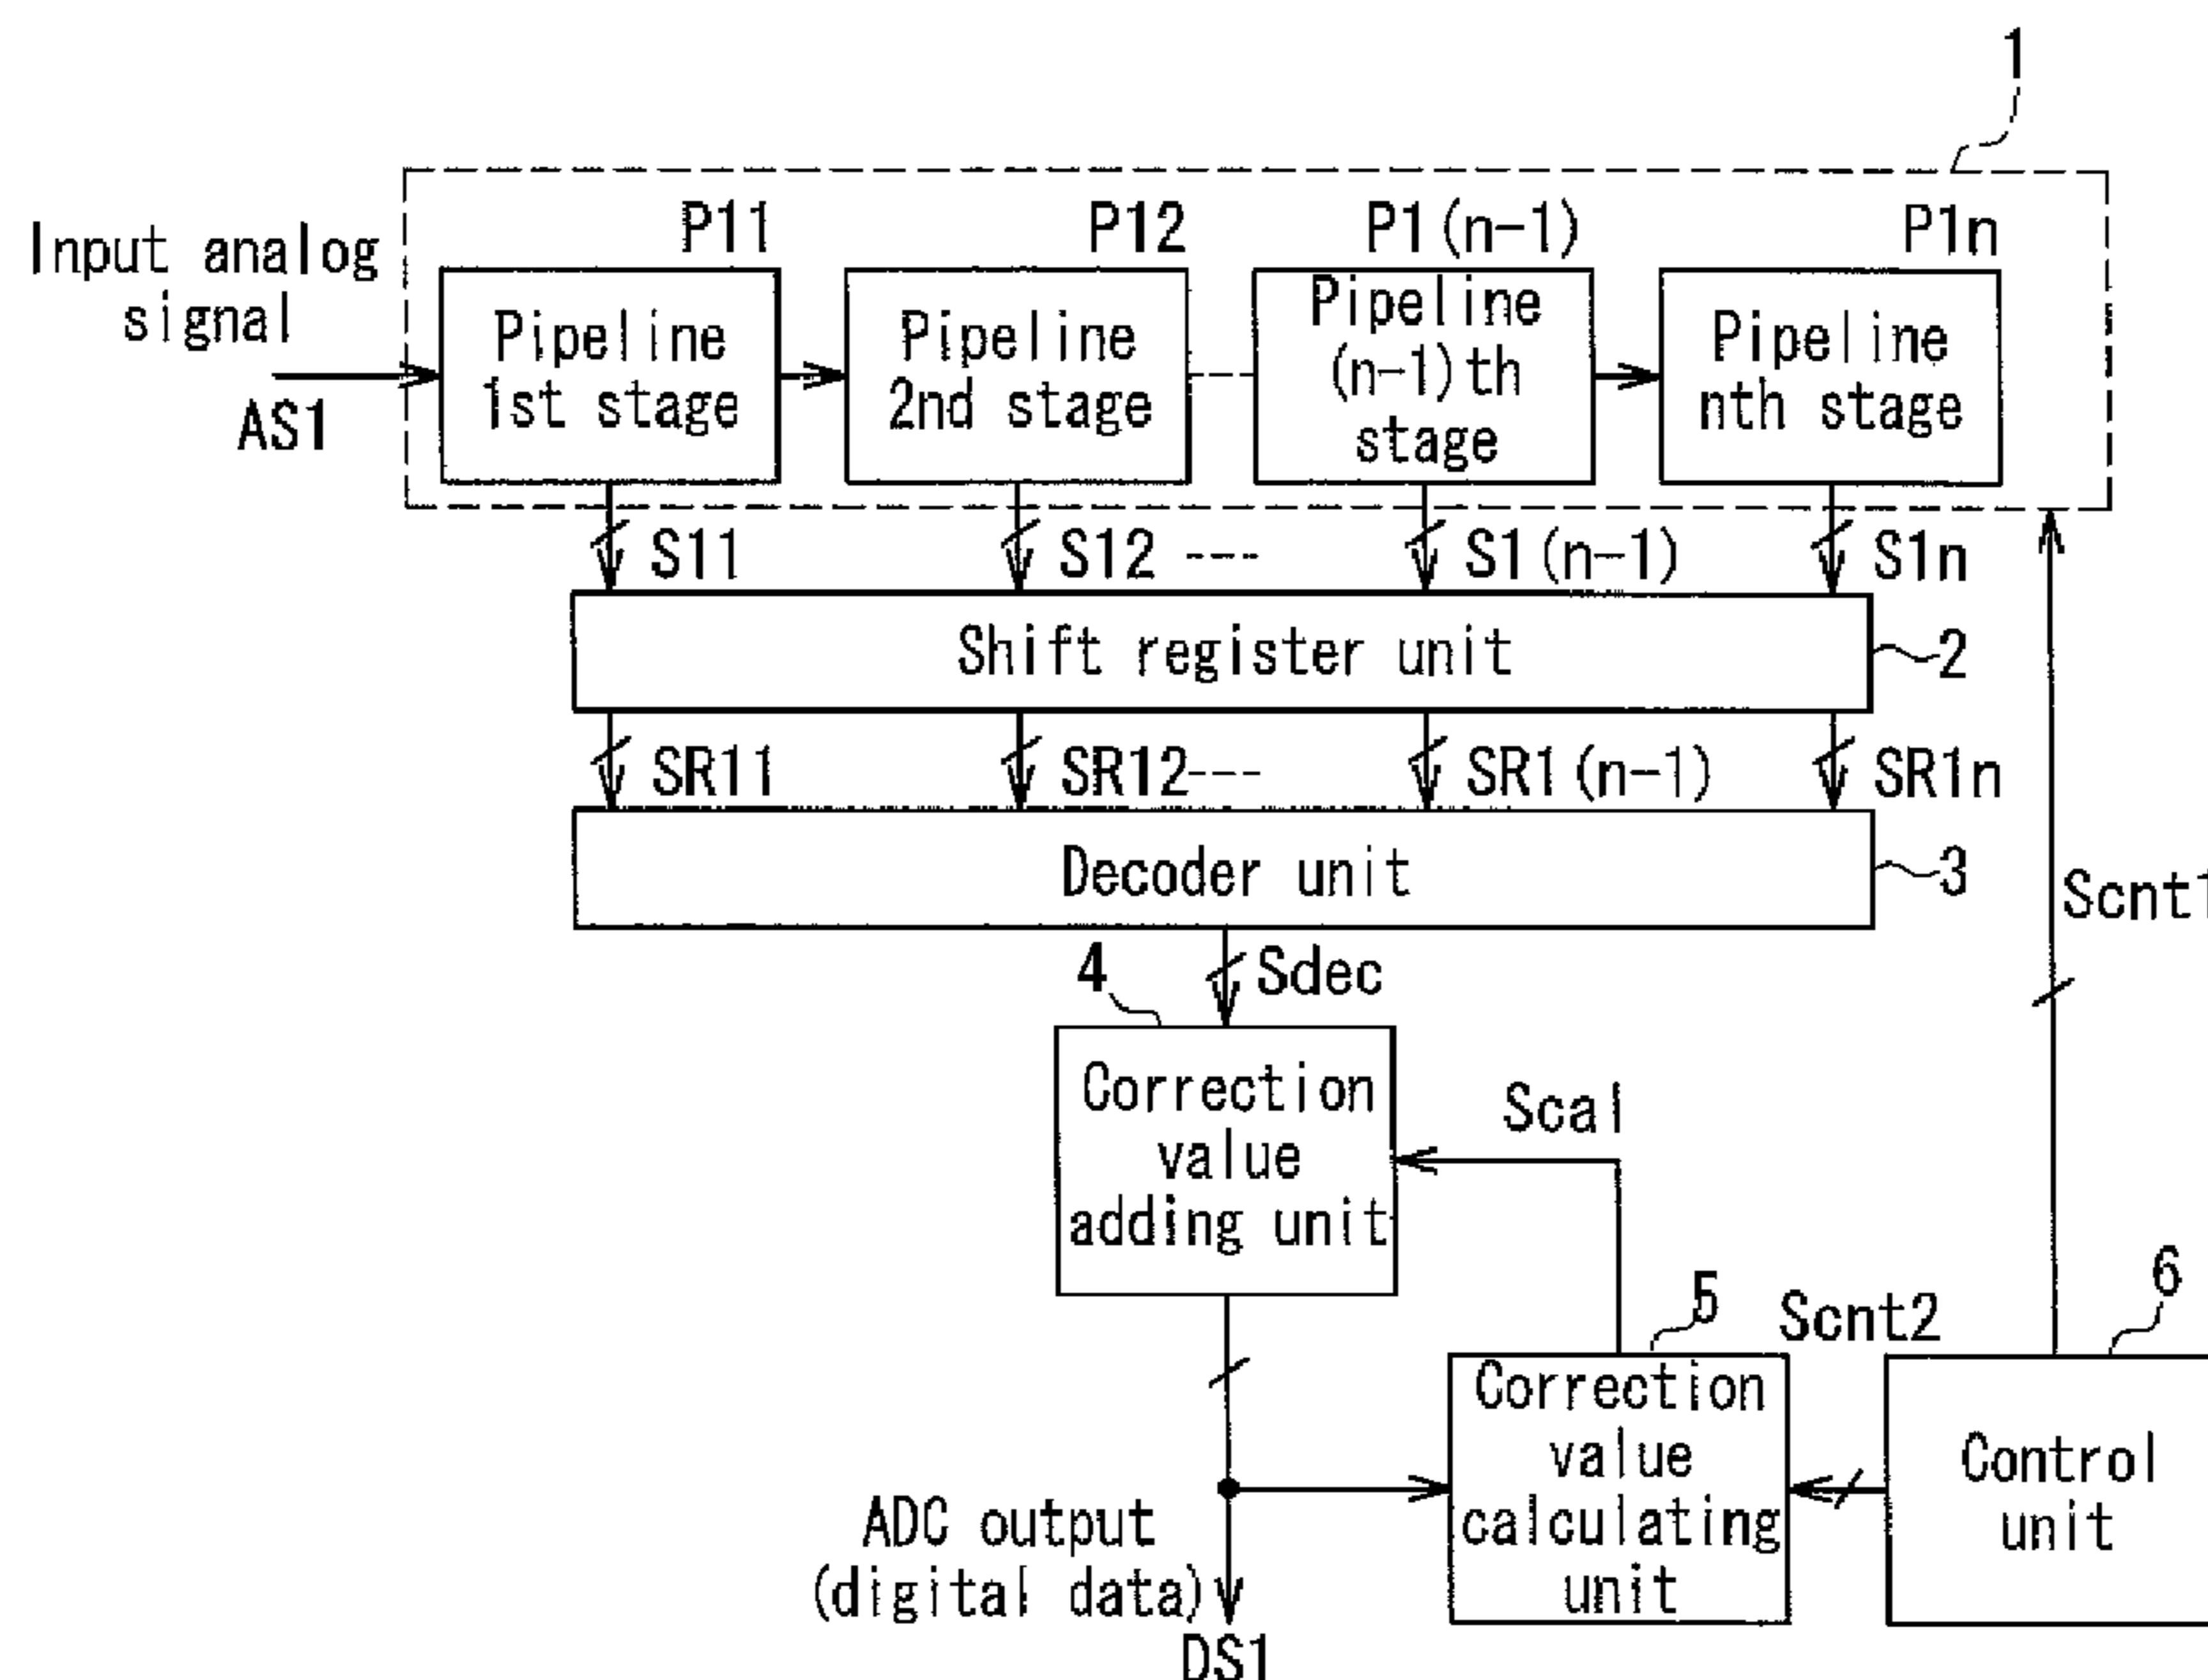 1
Input analog
signal
AS1
P11
P12
P1(n-1)
P1n
Pipeline
1st stage
Pipeline
2nd stage
Pipeline
(n-1)th
stage
Pipeline
nth stage
S11
S12 ---
S1(n-1)
S1n
Shift register unit
2
SR11
SR12---
SR1(n-1)
SR1n
Decoder unit
3
Scnt1
4
Sdec
Correction
value
adding unit
Scal
5
Scnt2
6
Correction
value
calculating
unit
Control
unit
ADC output
(digital data)
DS1